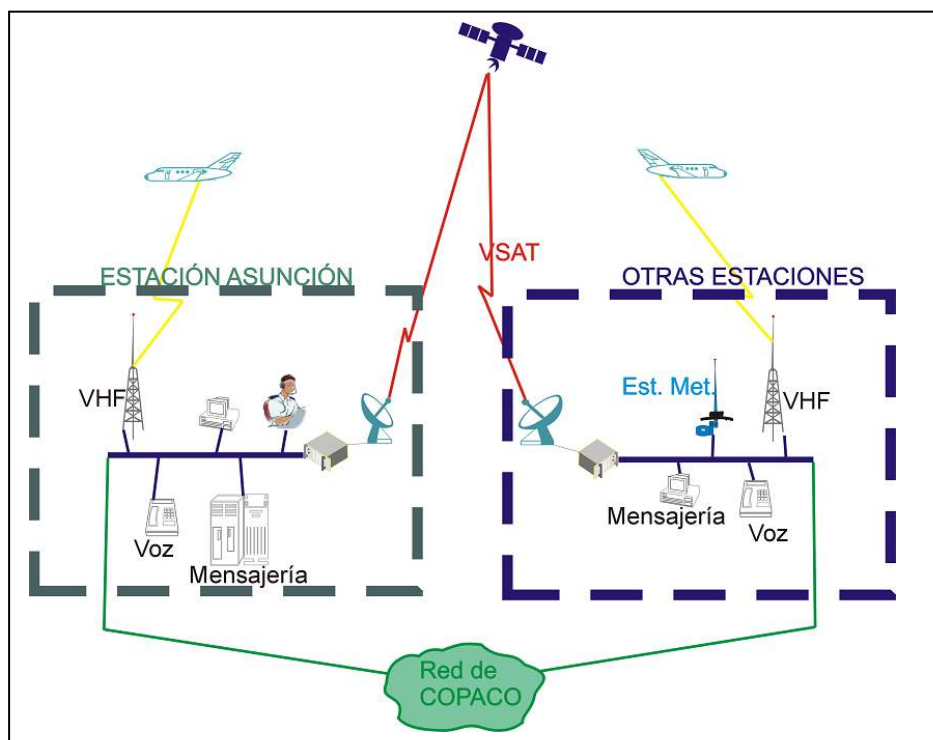 VSAT
ESTACIÓN ASUNCIÓN
OTRAS ESTACIONES
VHF
Voz
Mensajería
Est. Met.
VHF
Mensajería
Voz
Red de
COPACO